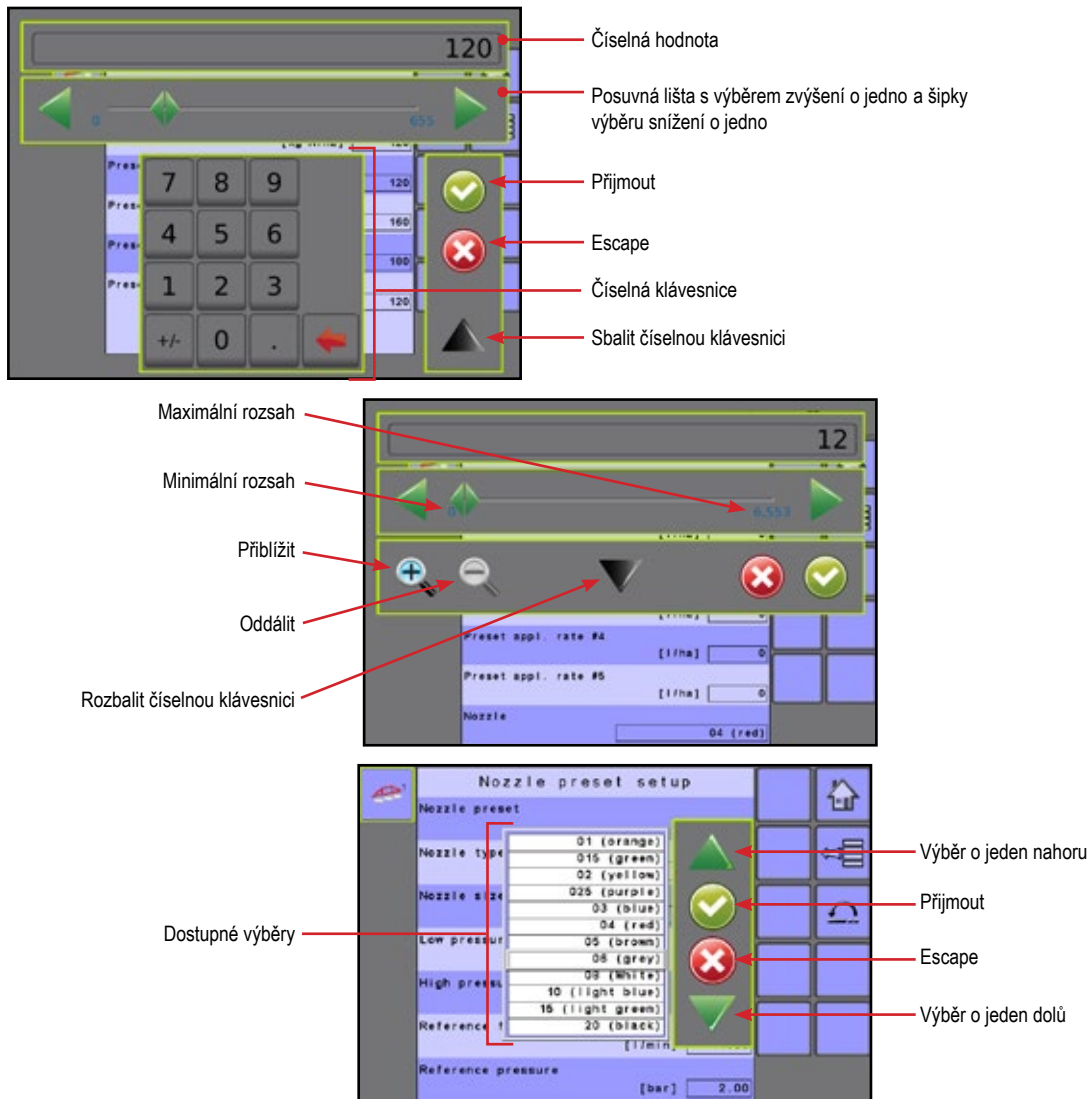 120
Číselná hodnota
0
655
Posuvná lišta s výběrem zvýšení o jedno a šipky
výběru snížení o jedno
120
160
100
120
7 8 9
4 5 6
1 2 3
+/- 0 .
Přijmout
Escape
Číselná klávesnice
Sbalit číselnou klávesnici
Maximální rozsah
Minimální rozsah
Přiblížit
Oddálit
Rozbalit číselnou klávesnici
12
0
6,553
Preset appl. rate #4
[l/ha] 0
Preset appl. rate #5
[l/ha] 0
Nozzle
04 (red)
Nozzle preset setup
Nozzle preset
Nozzle type
Nozzle size
Low pressur
High pressu
Reference f
[l/min]
Reference pressure
[bar] 2.00
01 (orange)
015 (green)
02 (yellow)
025 (purple)
03 (blue)
04 (red)
05 (brown)
06 (grey)
08 (White)
10 (light blue)
15 (light green)
20 (black)
Dostupné výběry
Výběr o jeden nahoru
Přijmout
Escape
Výběr o jeden dolů